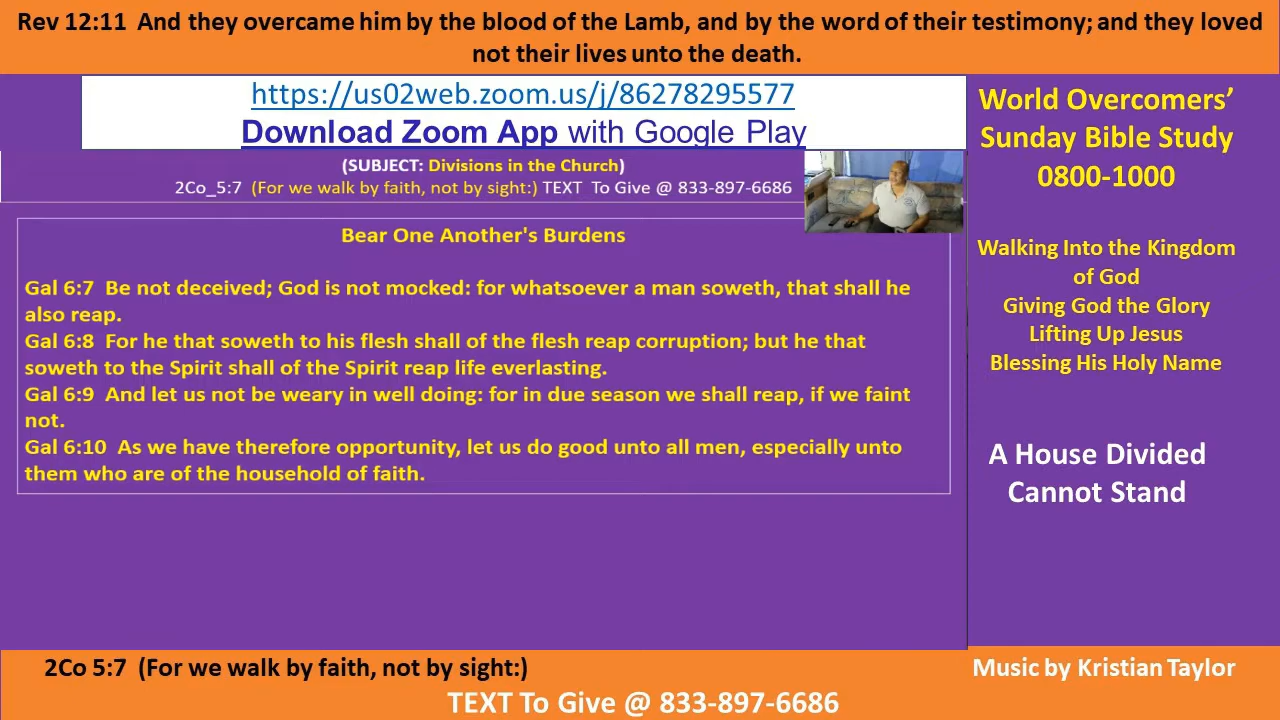 Rev 12:11  And they overcame him by the blood of the Lamb, and by the word of their testimony; and they loved
not their lives unto the death.
https://us02web.zoom.us/j/86278295577
Download Zoom App with Google Play
(SUBJECT: Divisions in the Church)
2Co_5:7  (For we walk by faith, not by sight:) TEXT  To Give @ 833-897-6686
Bear One Another's Burdens
Gal 6:7  Be not deceived; God is not mocked: for whatsoever a man soweth, that shall he
also reap.
Gal 6:8  For he that soweth to his flesh shall of the flesh reap corruption; but he that
soweth to the Spirit shall of the Spirit reap life everlasting.
Gal 6:9  And let us not be weary in well doing: for in due season we shall reap, if we faint
not.
Gal 6:10  As we have therefore opportunity, let us do good unto all men, especially unto
them who are of the household of faith.
World Overcomers’
Sunday Bible Study
0800-1000
Walking Into the Kingdom
of God
Giving God the Glory
Lifting Up Jesus
Blessing His Holy Name
A House Divided
Cannot Stand
2Co 5:7  (For we walk by faith, not by sight:)
Music by Kristian Taylor
TEXT To Give @ 833-897-6686